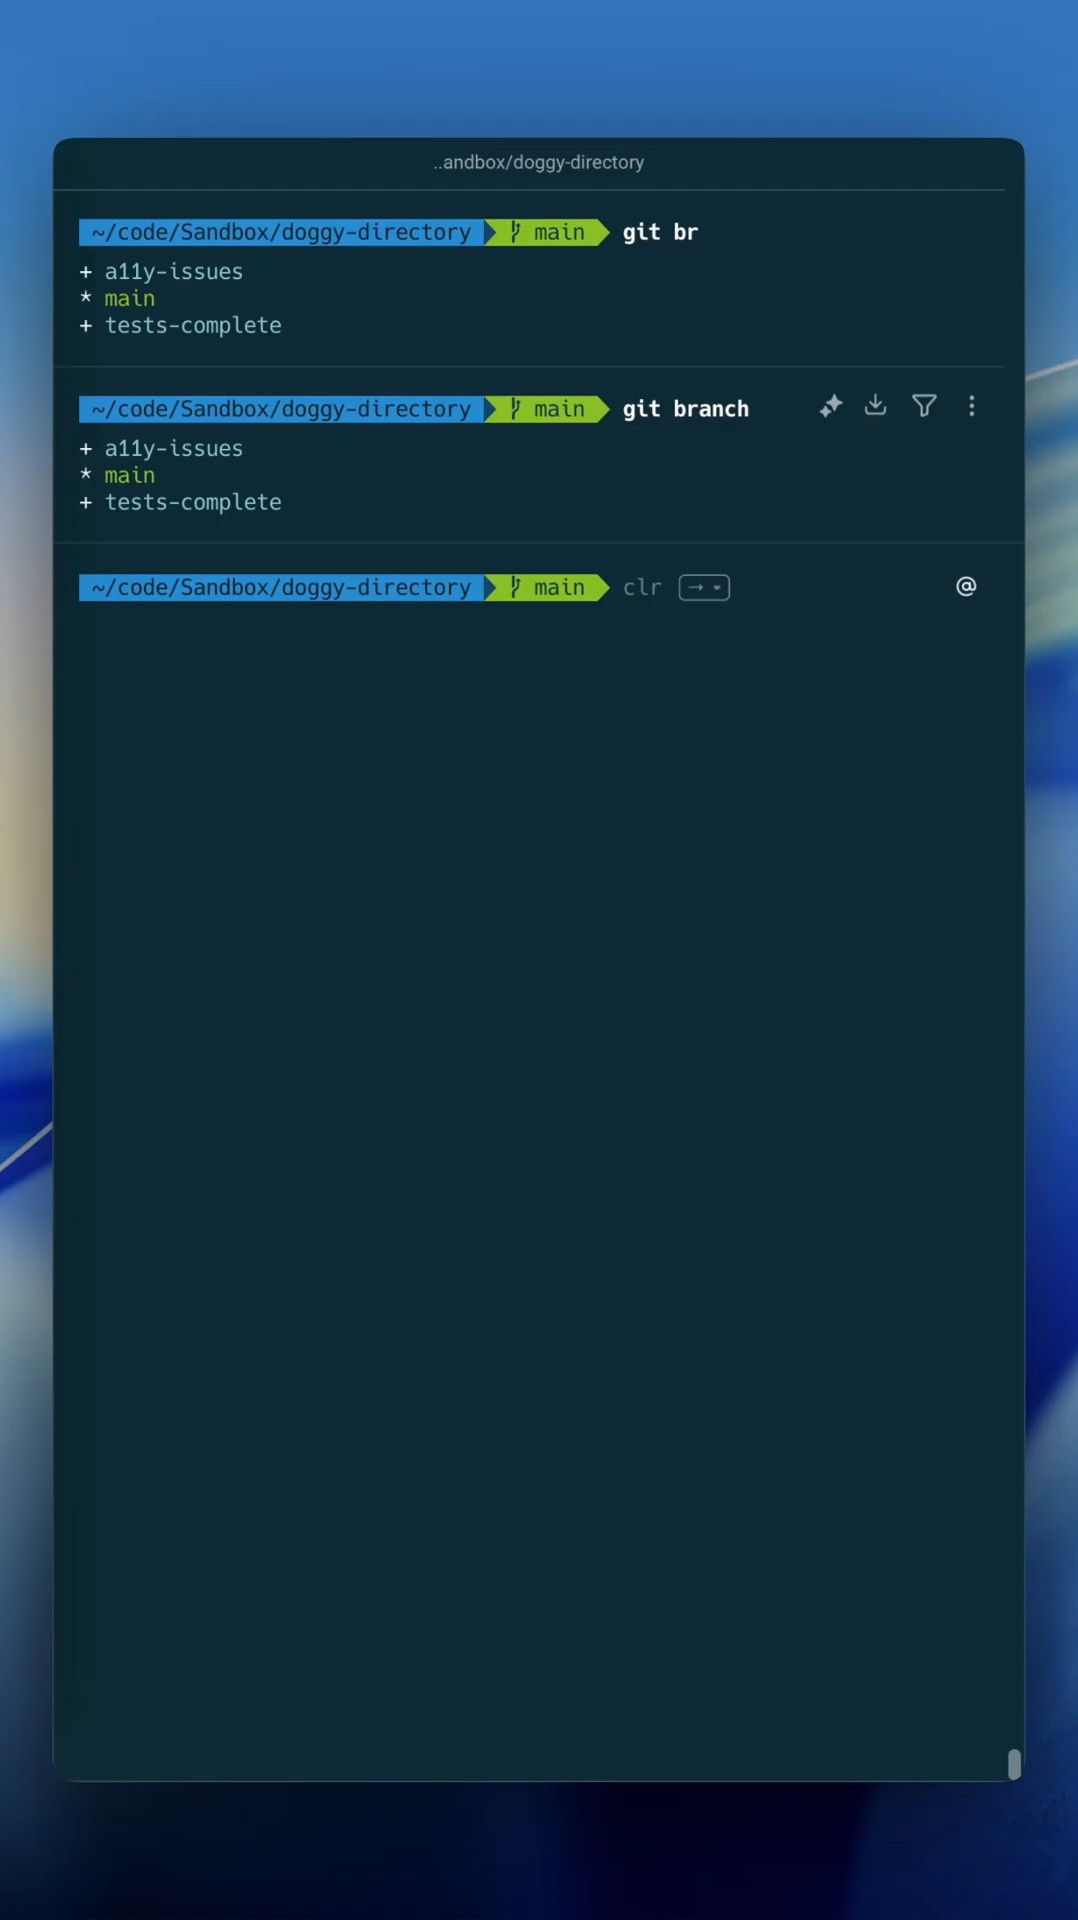 ..andbox/doggy-directory
~/code/Sandbox/doggy-directory main git br
+ a11y-issues
* main
+ tests-complete
~/code/Sandbox/doggy-directory main git branch
+ a11y-issues
* main
+ tests-complete
~/code/Sandbox/doggy-directory main clr → @